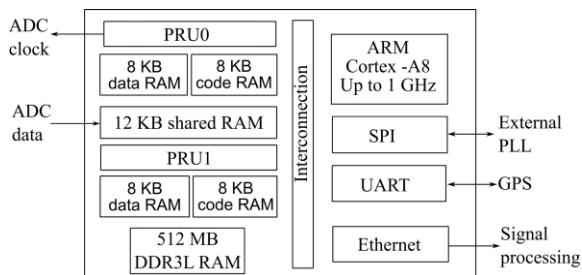 ADC
clock
PRU0
8 KB
data RAM
8 KB
code RAM
ADC
data
12 KB shared RAM
PRU1
8 KB
data RAM
8 KB
code RAM
512 MB
DDR3L RAM
Interconnection
ARM
Cortex -A8
Up to 1 GHz
SPI
External
PLL
UART
GPS
Ethernet
Signal
processing